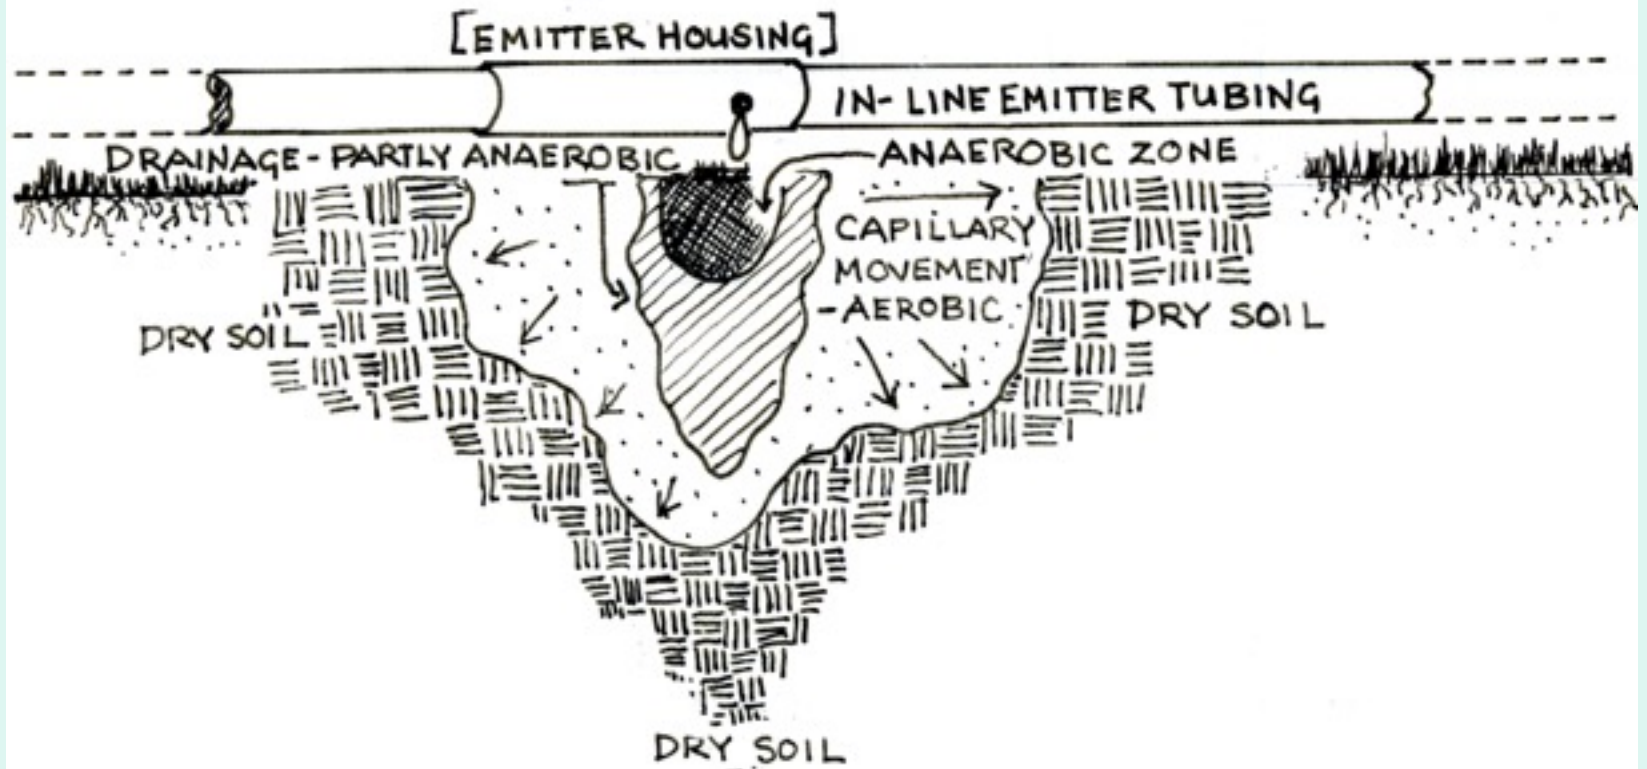 [EMITTER HOUSING]
IN-LINE EMITTER TUBING
DRAINAGE-PARTLY ANAEROBIC
ANAEROBIC ZONE
CAPILLARY
MOVEMENT
-AEROBIC
DRY SOIL
DRY SOIL
DRY SOIL